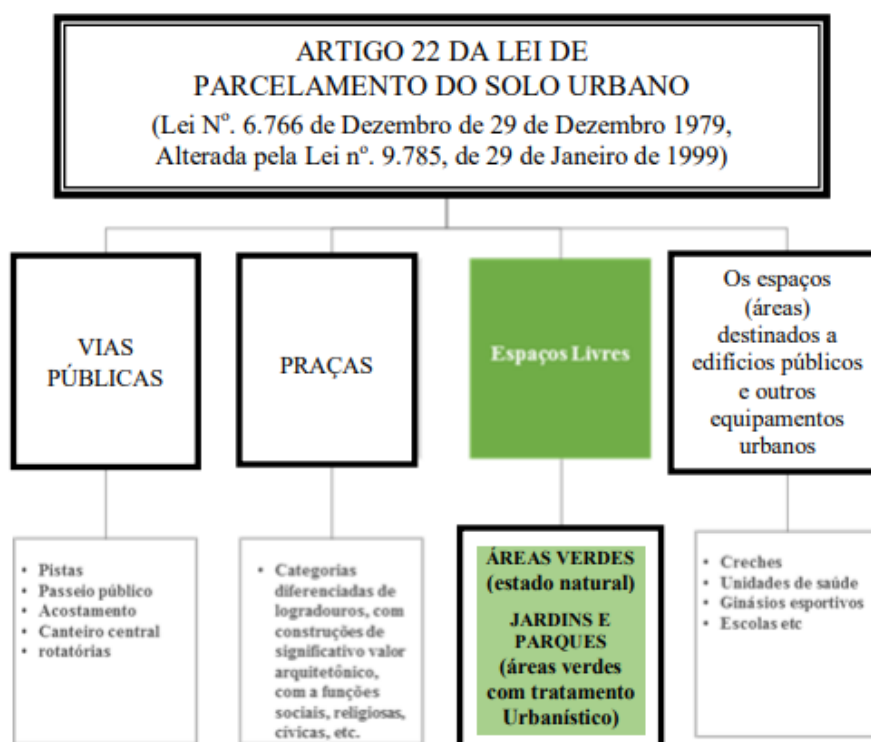 ARTIGO 22 DA LEI DE
PARCELAMENTO DO SOLO URBANO
(Lei Nº. 6.766 de Dezembro de 29 de Dezembro 1979,
Alterada pela Lei nº. 9.785, de 29 de Janeiro de 1999)
VIAS
PÚBLICAS
PRAÇAS
Espaços Livres
Os espaços
(áreas)
destinados a
edifícios públicos
e outros
equipamentos
urbanos
• Pistas
• Passeio público
• Acostamento
• Canteiro central
• rotatórias
• Categorias
diferenciadas de
logradouros, com
construções de
significativo valor
arquitetônico,
com a funções
sociais, religiosas,
cívicas, etc.
ÁREAS VERDES
(estado natural)
JARDINS E
PARQUES
(áreas verdes
com tratamento
Urbanístico)
• Creches
• Unidades de saúde
• Ginásios esportivos
• Escolas etc